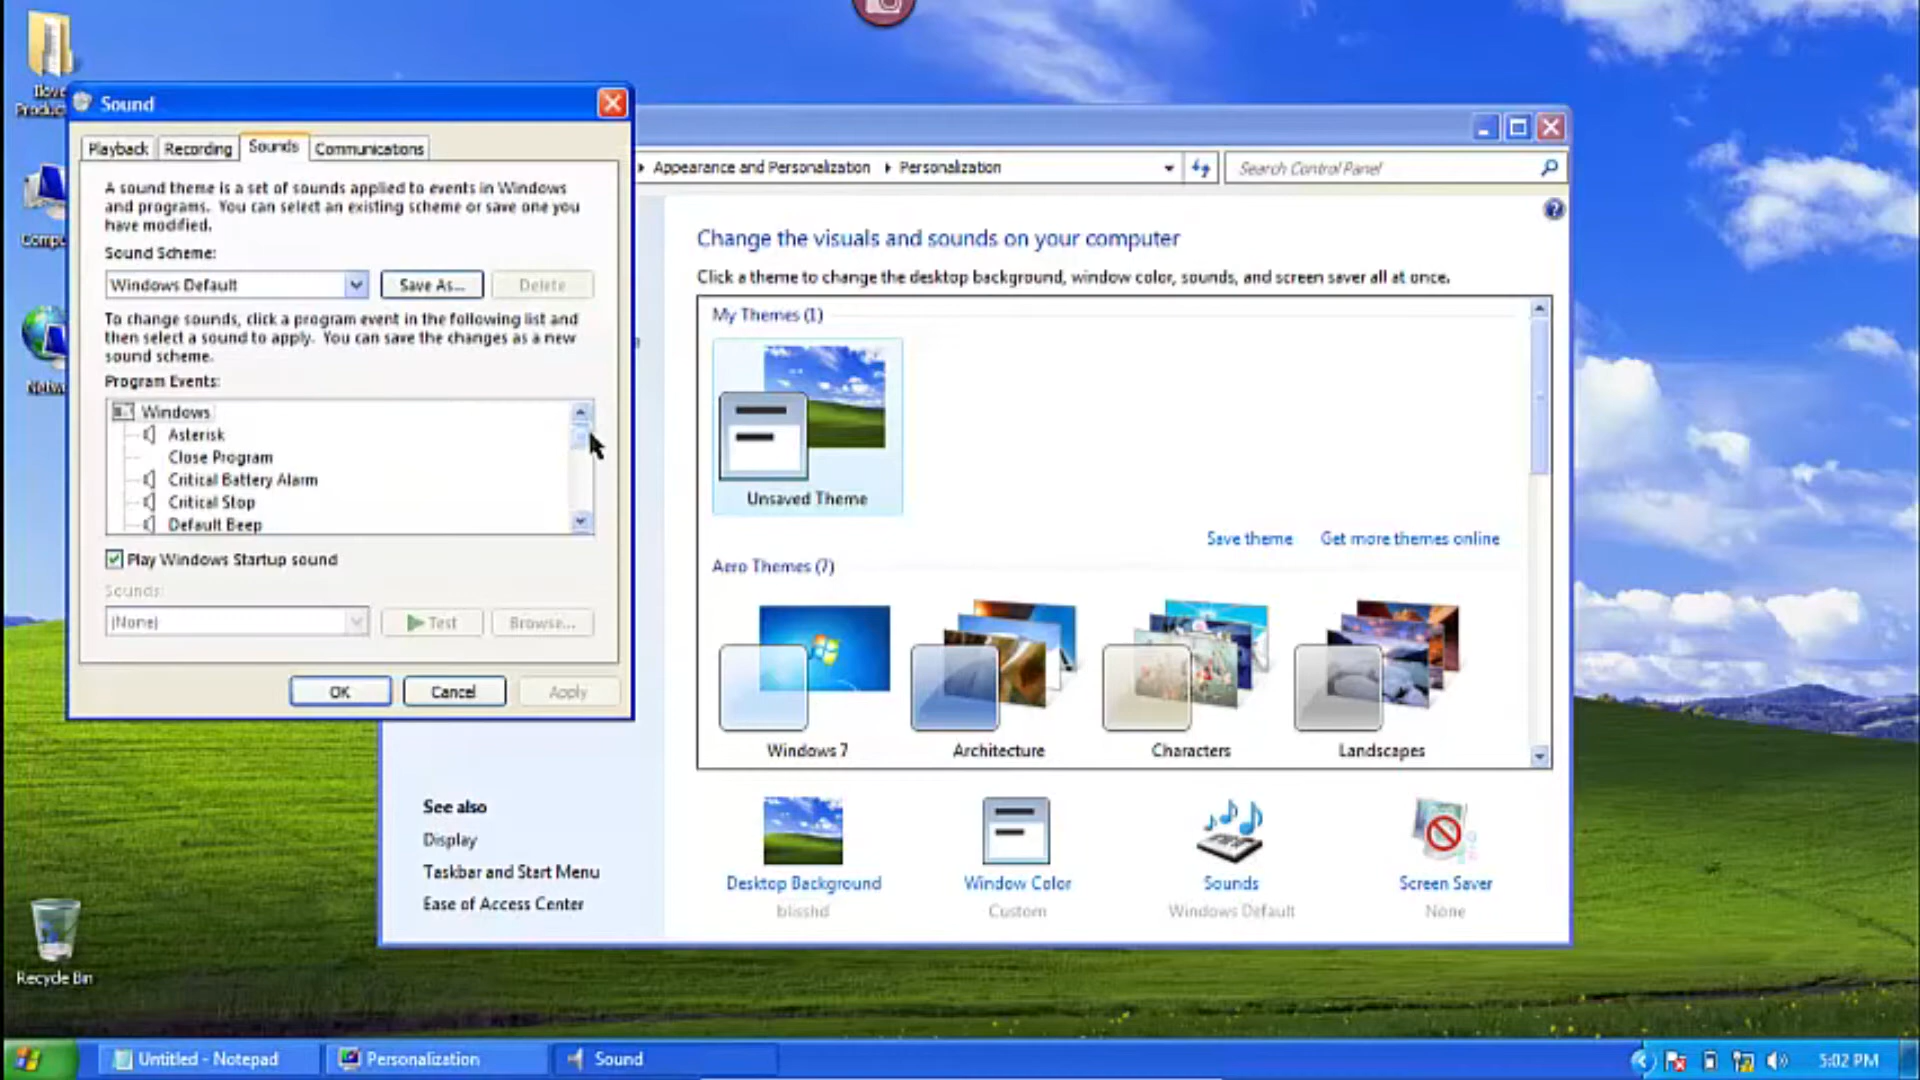 Sound
Playback
Recording
Sounds
Communications
A sound theme is a set of sounds applied to events in Windows
and programs. You can select an existing scheme or save one you
have modified.
Sound Scheme:
Windows Default
Save As...
Delete
To change sounds, click a program event in the following list and
then select a sound to apply. You can save the changes as a new
sound scheme.
Program Events:
Windows
Asterisk
Close Program
Critical Battery Alarm
Critical Stop
Default Beep
Play Windows Startup sound
Sounds:
(None)
Test
Browse...
OK
Cancel
Apply
Appearance and Personalization
Personalization
Search Control Panel
Change the visuals and sounds on your computer
Click a theme to change the desktop background, window color, sounds, and screen saver all at once.
My Themes (1)
Unsaved Theme
Save theme
Get more themes online
Aero Themes (7)
Windows 7
Architecture
Characters
Landscapes
See also
Display
Taskbar and Start Menu
Ease of Access Center
Desktop Background
blisshd
Window Color
Custom
Sounds
Windows Default
Screen Saver
None
Recycle Bin
Untitled - Notepad
Personalization
Sound
5:02 PM